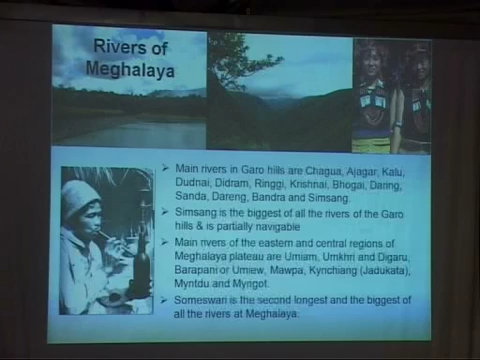 Rivers of
Meghalaya
➢ Main rivers in Garo hills are Chagua, Ajagar, Kalu,
Dudnai, Didram, Ringgi, Krishnai, Bhogai, Daring,
Sanda, Dareng, Bandra and Simsang.
➢ Simsang is the biggest of all the rivers of the Garo
hills & is partially navigable
➢ Main rivers of the eastern and central regions of
Meghalaya plateau are Umiam, Umkhri and Digaru,
Barapani or Umiew, Mawpa, Kynchiang (Jadukata),
Myntdu and Myngot.
➢ Someswari is the second longest and the biggest of
all the rivers at Meghalaya.